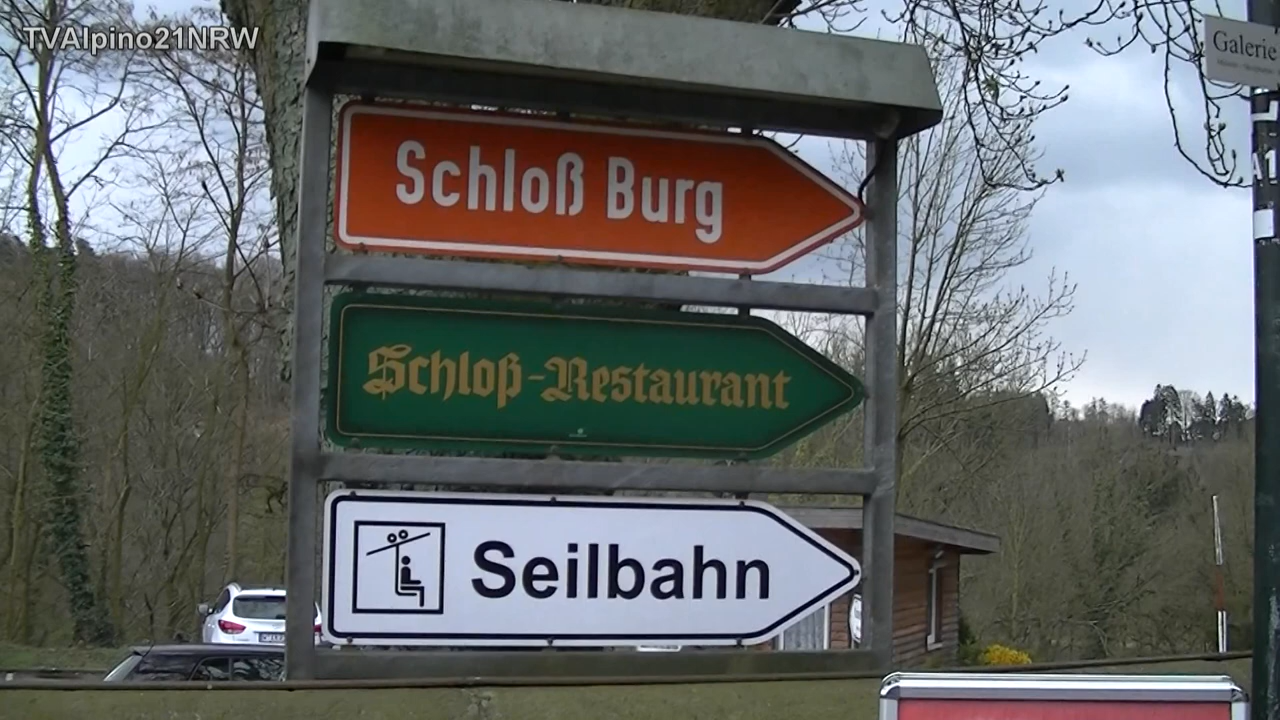 TVAlpino21NRW
Galerie
Schloß Burg
Schloß-Restaurant
Seilbahn